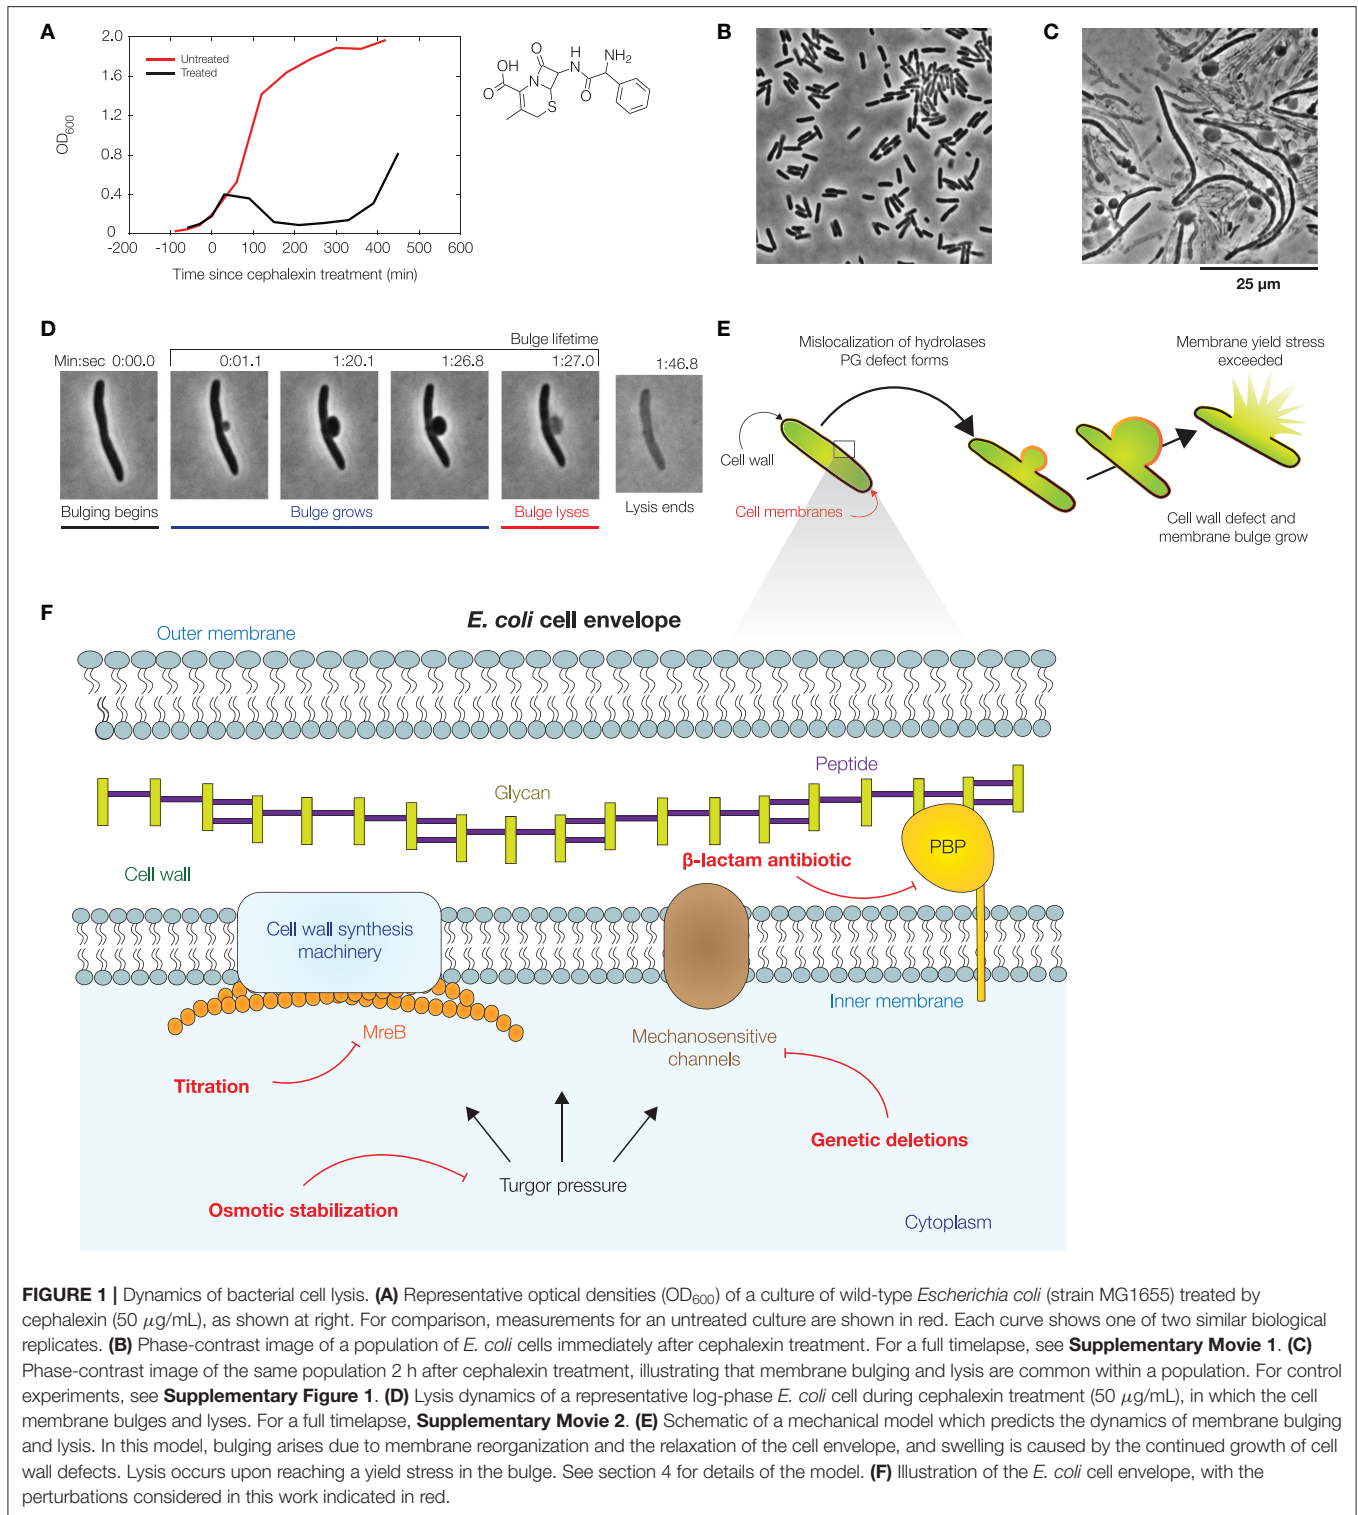 A
2.0
1.6
1.2
0.8
0.4
0
OD600
Untreated
Treated
-200 -100 0 100 200 300 400 500 600
Time since cephalexin treatment (min)
O
OH
O
N
NH
NH2
O
S
B
C
25 µm
D
Bulge lifetime
Min:sec 0:00.0 0:01.1 1:20.1 1:26.8 1:27.0 1:46.8
Bulging begins Bulge grows Bulge lyses Lysis ends
E
Mislocalization of hydrolases
PG defect forms
Membrane yield stress
exceeded
Cell wall
Cell membranes
Cell wall defect and
membrane bulge grow
F
E. coli cell envelope
Outer membrane
Peptide
Glycan
PBP
β-lactam antibiotic
Cell wall
Cell wall synthesis
machinery
Inner membrane
MreB
Mechanosensitive
channels
Titration
Genetic deletions
Turgor pressure
Osmotic stabilization
Cytoplasm
FIGURE 1 | Dynamics of bacterial cell lysis. (A) Representative optical densities (OD600) of a culture of wild-type Escherichia coli (strain MG1655) treated by
cephalexin (50 µg/mL), as shown at right. For comparison, measurements for an untreated culture are shown in red. Each curve shows one of two similar biological
replicates. (B) Phase-contrast image of a population of E. coli cells immediately after cephalexin treatment. For a full timelapse, see Supplementary Movie 1. (C)
Phase-contrast image of the same population 2 h after cephalexin treatment, illustrating that membrane bulging and lysis are common within a population. For control
experiments, see Supplementary Figure 1. (D) Lysis dynamics of a representative log-phase E. coli cell during cephalexin treatment (50 µg/mL), in which the cell
membrane bulges and lyses. For a full timelapse, Supplementary Movie 2. (E) Schematic of a mechanical model which predicts the dynamics of membrane bulging
and lysis. In this model, bulging arises due to membrane reorganization and the relaxation of the cell envelope, and swelling is caused by the continued growth of cell
wall defects. Lysis occurs upon reaching a yield stress in the bulge. See section 4 for details of the model. (F) Illustration of the E. coli cell envelope, with the
perturbations considered in this work indicated in red.